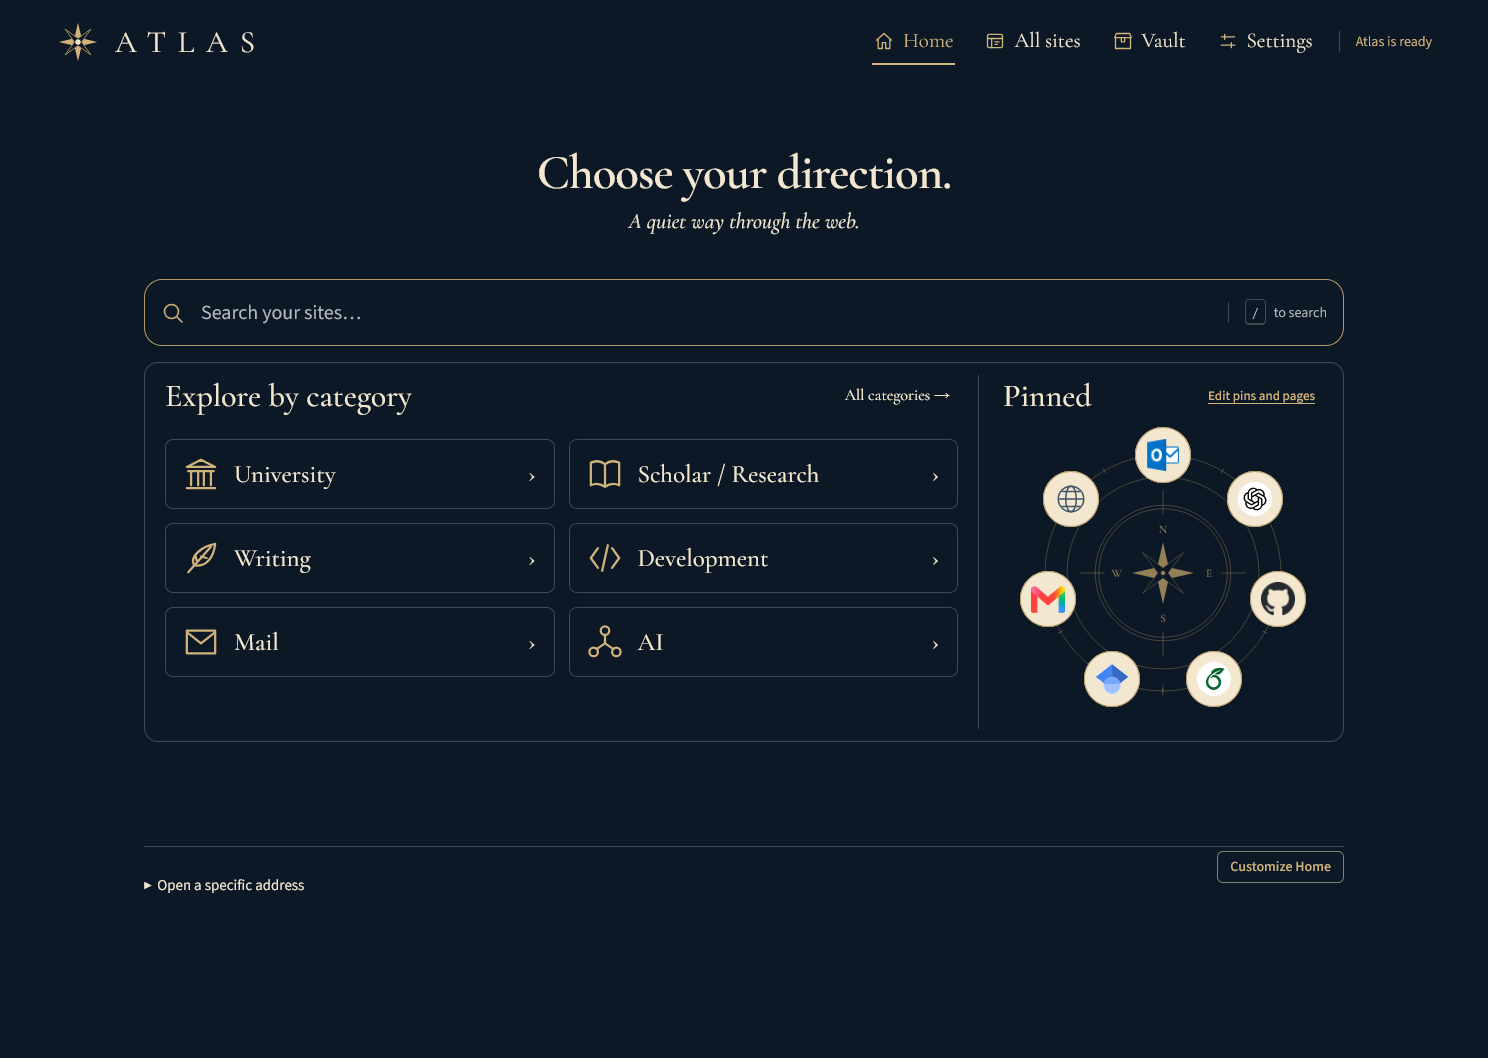 ATLAS
Home
All sites
Vault
Settings
Atlas is ready
Choose your direction.
A quiet way through the web.
Search your sites…
/ to search
Explore by category
All categories →
University ›
Scholar / Research ›
Writing ›
Development ›
Mail ›
AI ›
Pinned
Edit pins and pages
N
W
E
S
▶ Open a specific address
Customize Home